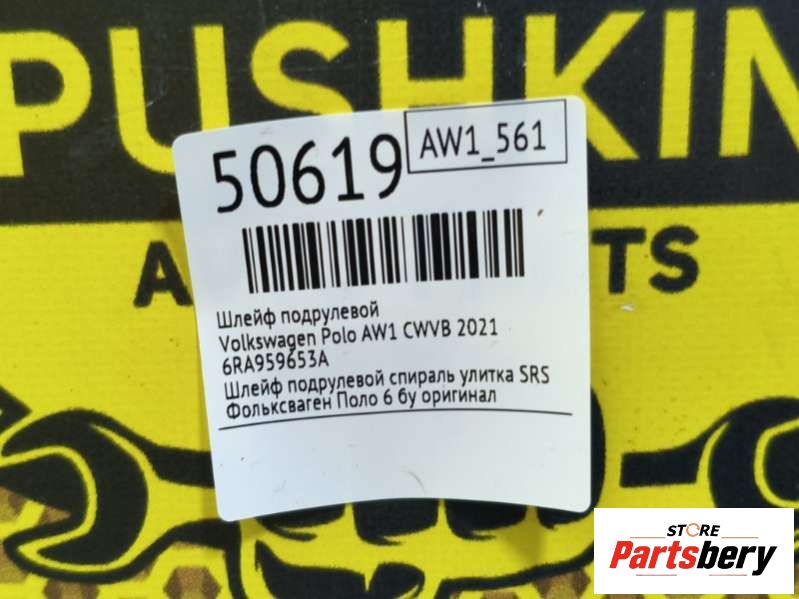 PUSHKIN
A TS
50619
AW1_561
Шлейф подрулевой
Volkswagen Polo AW1 CWVB 2021
6RA959653A
Шлейф подрулевой спираль улитка SRS
Фольксваген Поло 6 бу оригинал
STORE
Partsbery